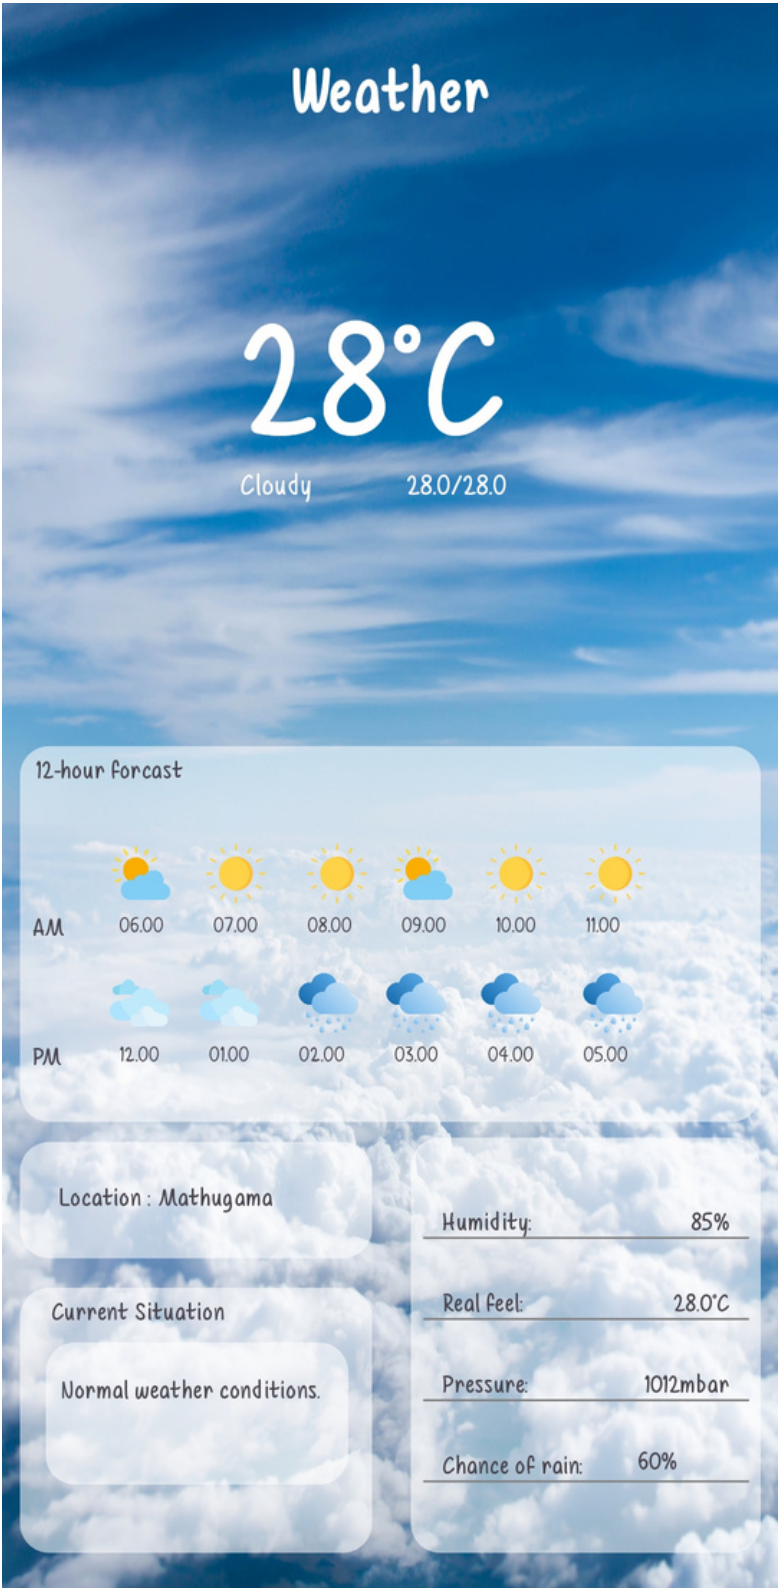 Weather
28°C
Cloudy 28.0/28.0
12-hour forcast
AM 06.00 07.00 08.00 09.00 10.00 11.00
PM 12.00 01.00 02.00 03.00 04.00 05.00
Location : Mathugama
Current Situation
Normal weather conditions.
Humidity: 85%
Real feel: 28.0°C
Pressure: 1012mbar
Chance of rain: 60%